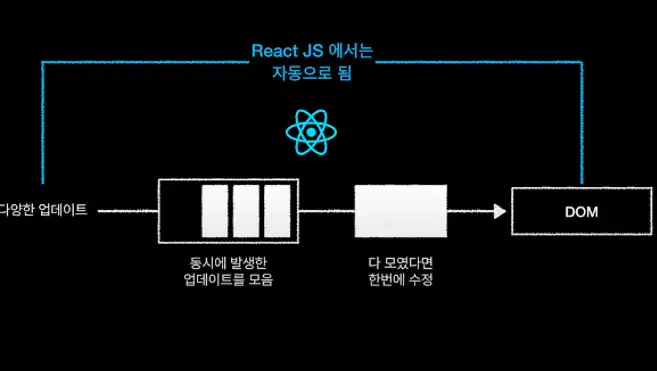 React JS 에서는
자동으로 됨
다양한 업데이트
DOM
동시에 발생한
업데이트를 모음
다 모였다면
한번에 수정